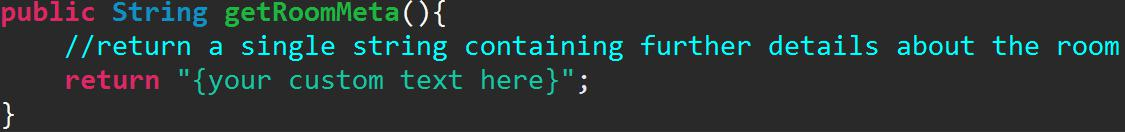 public String getRoomMeta(){
    //return a single string containing further details about the room
    return "{your custom text here}";
}